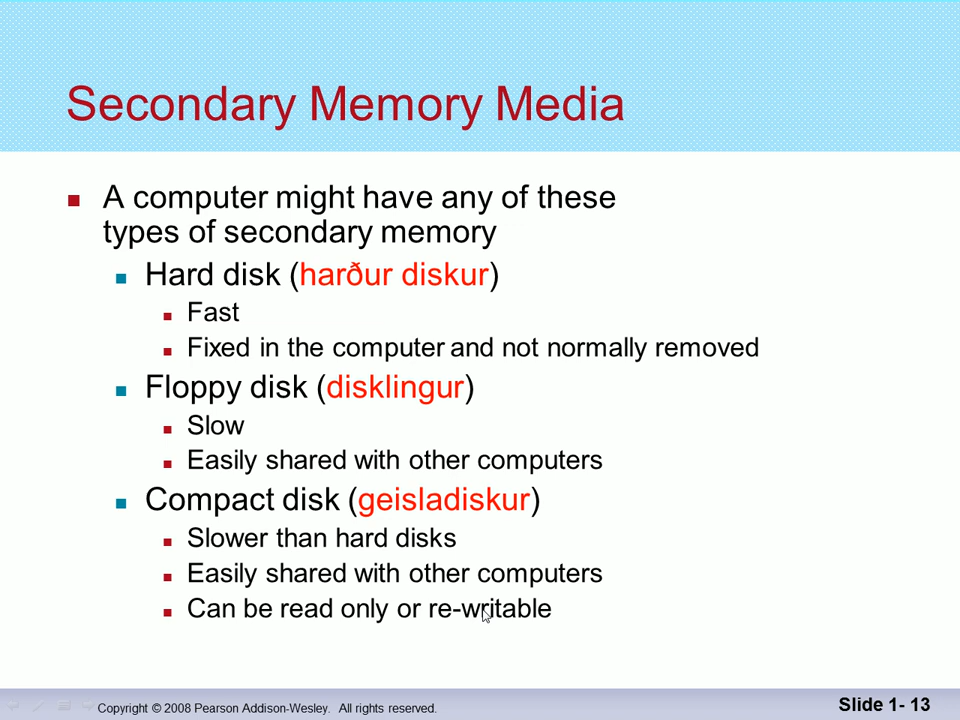 Secondary Memory Media
A computer might have any of these
types of secondary memory
Hard disk (harður diskur)
Fast
Fixed in the computer and not normally removed
Floppy disk (disklingur)
Slow
Easily shared with other computers
Compact disk (geisladiskur)
Slower than hard disks
Easily shared with other computers
Can be read only or re-writable
Copyright © 2008 Pearson Addison-Wesley. All rights reserved.
Slide 1- 13